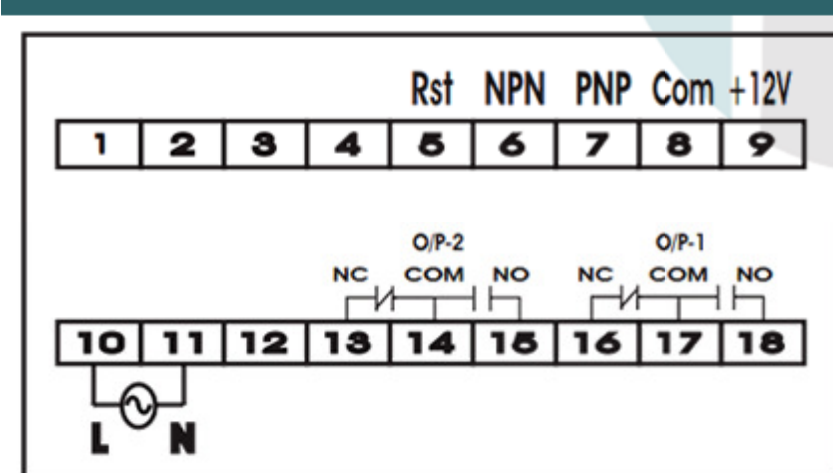 Rst NPN PNP Com +12V
1 2 3 4 5 6 7 8 9
O/P-2 O/P-1
NC COM NO NC COM NO
10 11 12 13 14 15 16 17 18
L N